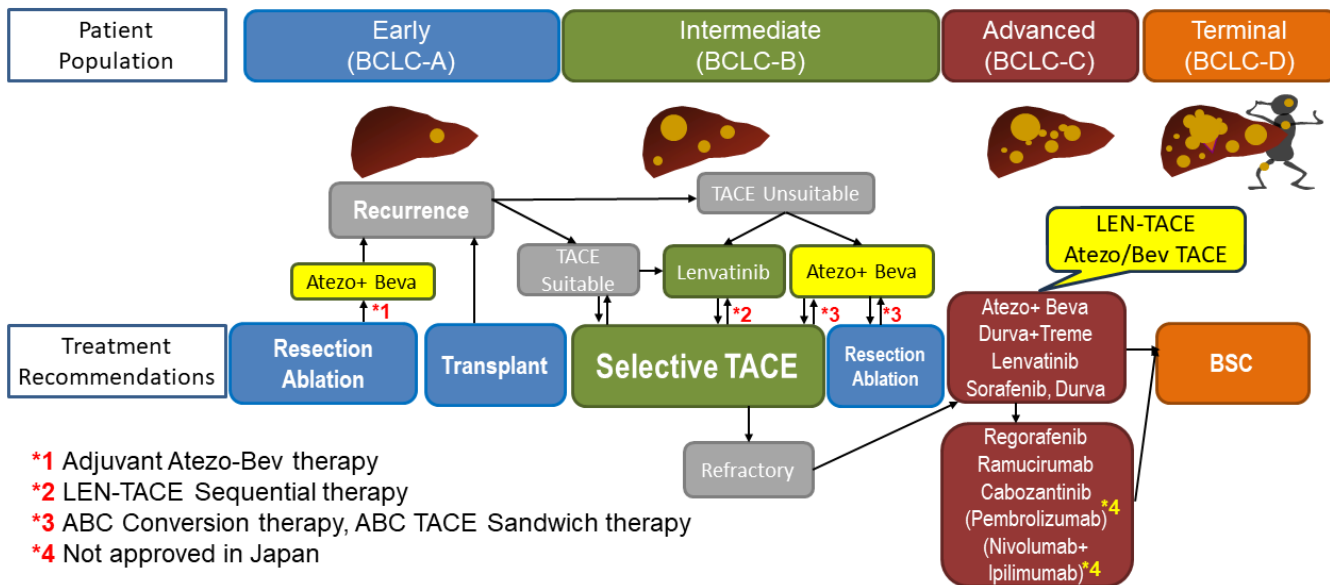 Patient
Population
Early
(BCLC-A)
Intermediate
(BCLC-B)
Advanced
(BCLC-C)
Terminal
(BCLC-D)
Recurrence
TACE Unsuitable
LEN-TACE
Atezo/Bev TACE
Atezo+ Beva
TACE
Suitable
Lenvatinib
Atezo+ Beva
*1
*2
*3
*3
Treatment
Recommendations
Resection
Ablation
Transplant
Selective TACE
Resection
Ablation
Atezo+ Beva
Durva+Treme
Lenvatinib
Sorafenib, Durva
BSC
Refractory
Regorafenib
Ramucirumab
Cabozantinib
(Pembrolizumab)*4
(Nivolumab+
Ipilimumab)*4
*1 Adjuvant Atezo-Bev therapy
*2 LEN-TACE Sequential therapy
*3 ABC Conversion therapy, ABC TACE Sandwich therapy
*4 Not approved in Japan